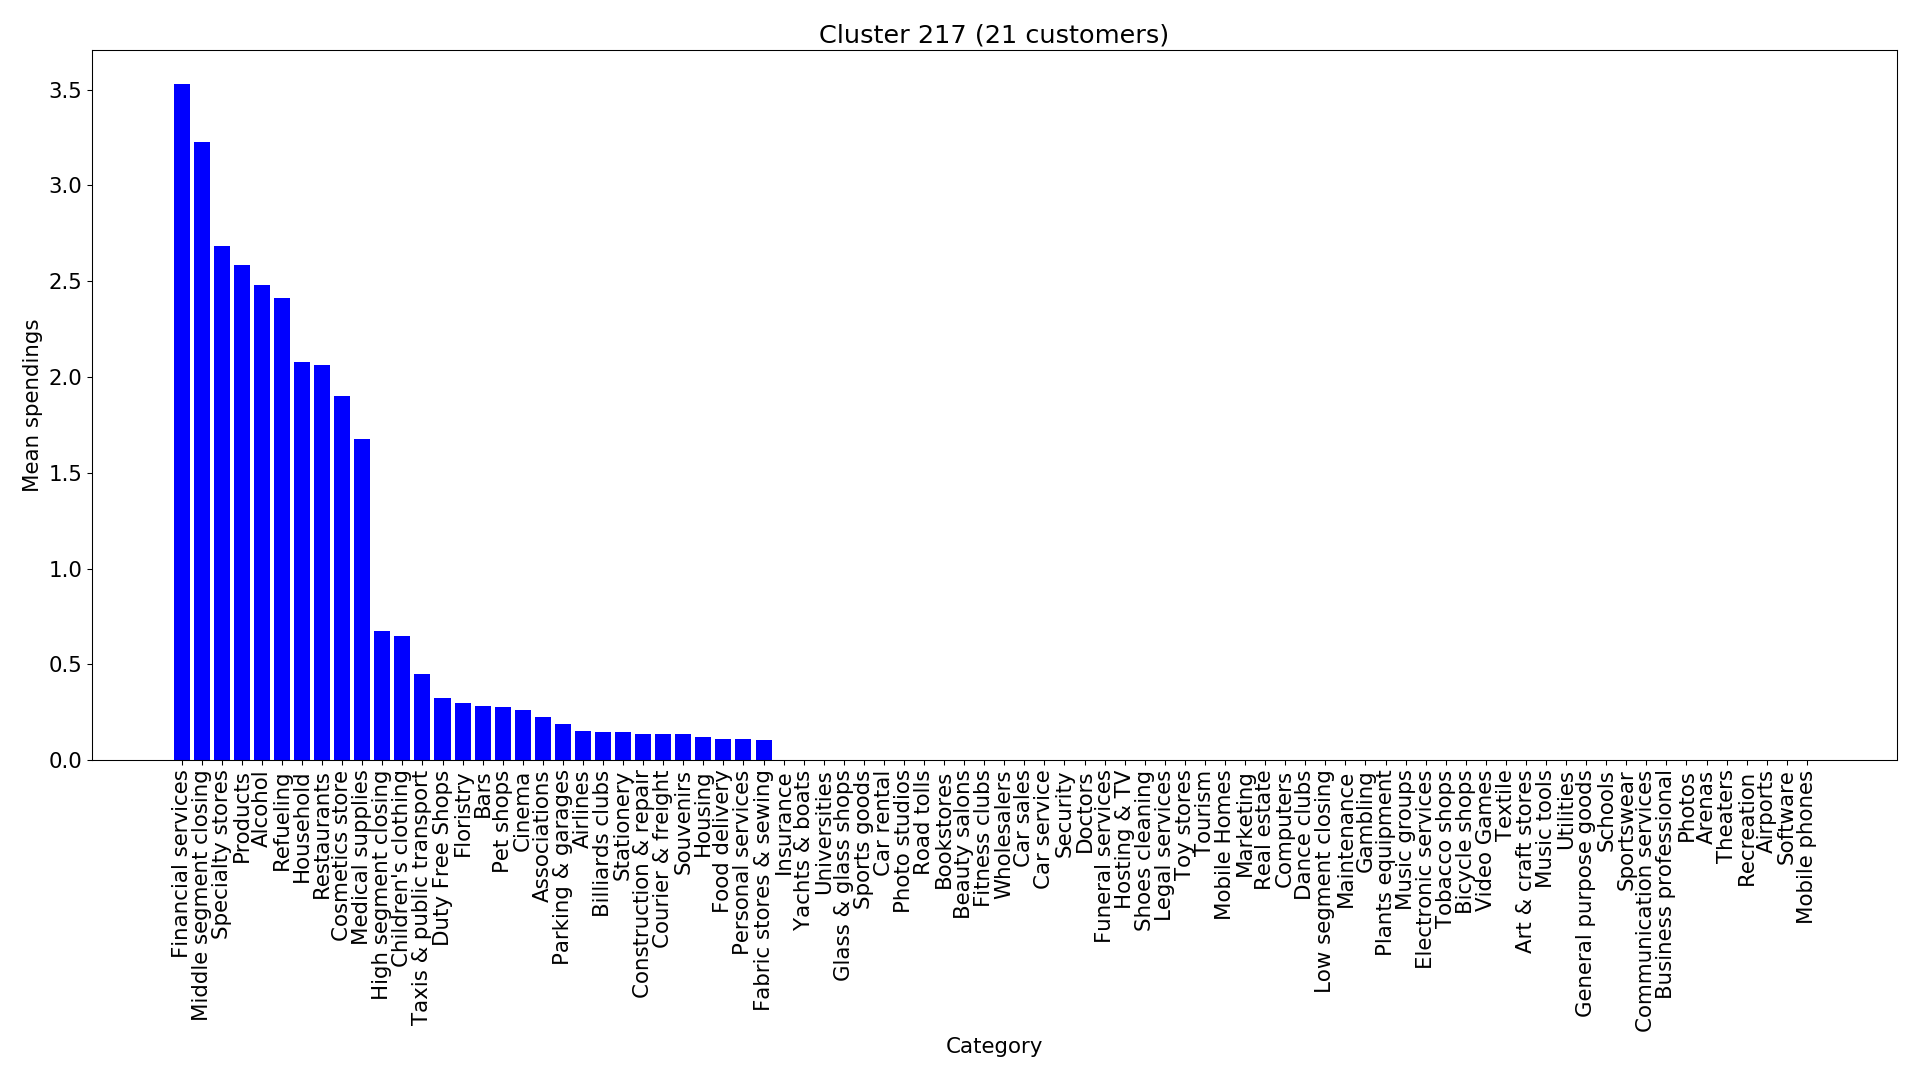 Cluster 217 (21 customers)
Mean spendings
3.5
3.0
2.5
2.0
1.5
1.0
0.5
0.0
Financial services
Middle segment closing
Specialty stores
Products
Alcohol
Refueling
Household
Restaurants
Cosmetics store
Medical supplies
High segment closing
Children's clothing
Taxis & public transport
Duty Free Shops
Floristry
Bars
Pet shops
Cinema
Associations
Parking & garages
Airlines
Billiards clubs
Stationery
Construction & repair
Courier & freight
Souvenirs
Housing
Food delivery
Personal services
Fabric stores & sewing
Insurance
Yachts & boats
Universities
Glass & glass shops
Sports goods
Car rental
Photo studios
Road tolls
Bookstores
Beauty salons
Fitness clubs
Wholesalers
Car sales
Car service
Security
Doctors
Funeral services
Hosting & TV
Shoes cleaning
Legal services
Toy stores
Tourism
Mobile Homes
Marketing
Real estate
Computers
Dance clubs
Low segment closing
Maintenance
Gambling
Plants equipment
Music groups
Electronic services
Tobacco shops
Bicycle shops
Video Games
Textile
Art & craft stores
Music tools
Utilities
General purpose goods
Schools
Sportswear
Communication services
Business professional
Photos
Arenas
Theaters
Recreation
Airports
Software
Mobile phones
Category